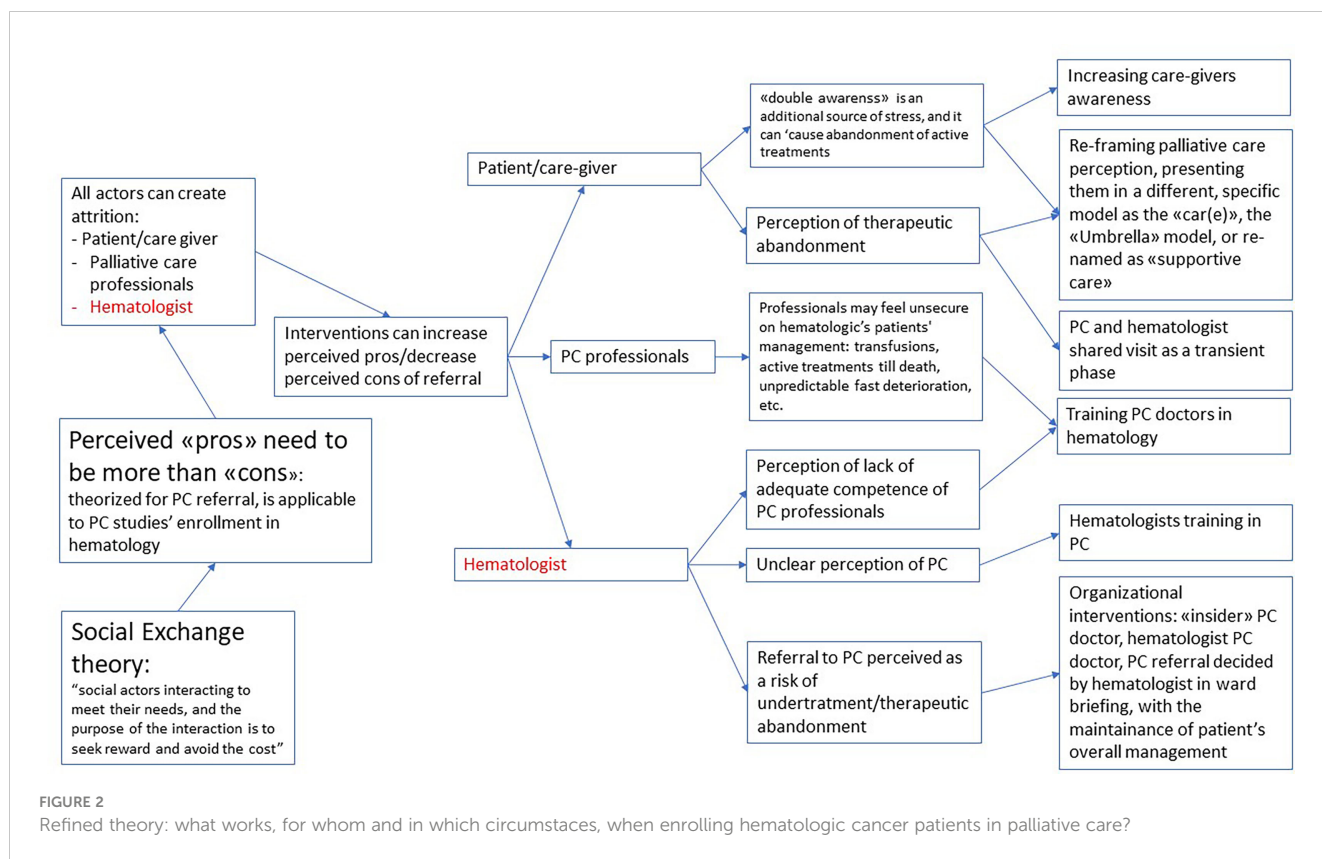 All actors can create
attrition:
- Patient/care giver
- Palliative care
professionals
- Hematologist
Perceived «pros» need to
be more than «cons»:
theorized for PC referral, is applicable
to PC studies’ enrollment in
hematology
Social Exchange
theory:
“social actors interacting to
meet their needs, and the
purpose of the interaction is to
seek reward and avoid the cost”
Interventions can increase
perceived pros/decrease
perceived cons of referral
Patient/care-giver
PC professionals
Hematologist
«double awarenss» is an
additional source of stress, and it
can ‘cause abandonment of active
treatments
Perception of therapeutic
abandonment
Professionals may feel unsecure
on hematologic’s patients'
management: transfusions,
active treatments till death,
unpredictable fast deterioration,
etc.
Perception of lack of
adequate competence of
PC professionals
Unclear perception of PC
Referral to PC perceived as
a risk of
undertratment/therapeutic
abandonment
Increasing care-givers
awareness
Re-framing palliative care
perception, presenting
them in a different, specific
model as the «car(e)», the
«Umbrella» model, or re-
named as «supportive
care»
PC and hematologist
shared visit as a transient
phase
Training PC doctors in
hematology
Hematologists training in
PC
Organizational
interventions: «insider» PC
doctor, hematologist PC
doctor, PC referral decided
by hematologist in ward
briefing, with the
maintainance of patient’s
overall management
FIGURE 2
Refined theory: what works, for whom and in which circumstaces, when enrolling hematologic cancer patients in palliative care?